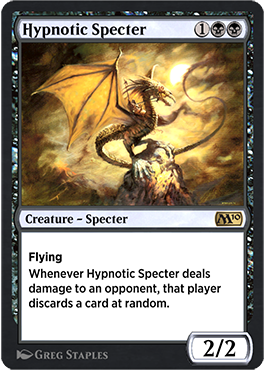 Hypnotic Specter 1
Creature – Specter M10
Flying
Whenever Hypnotic Specter deals
damage to an opponent, that player
discards a card at random.
2/2
GREG STAPLES